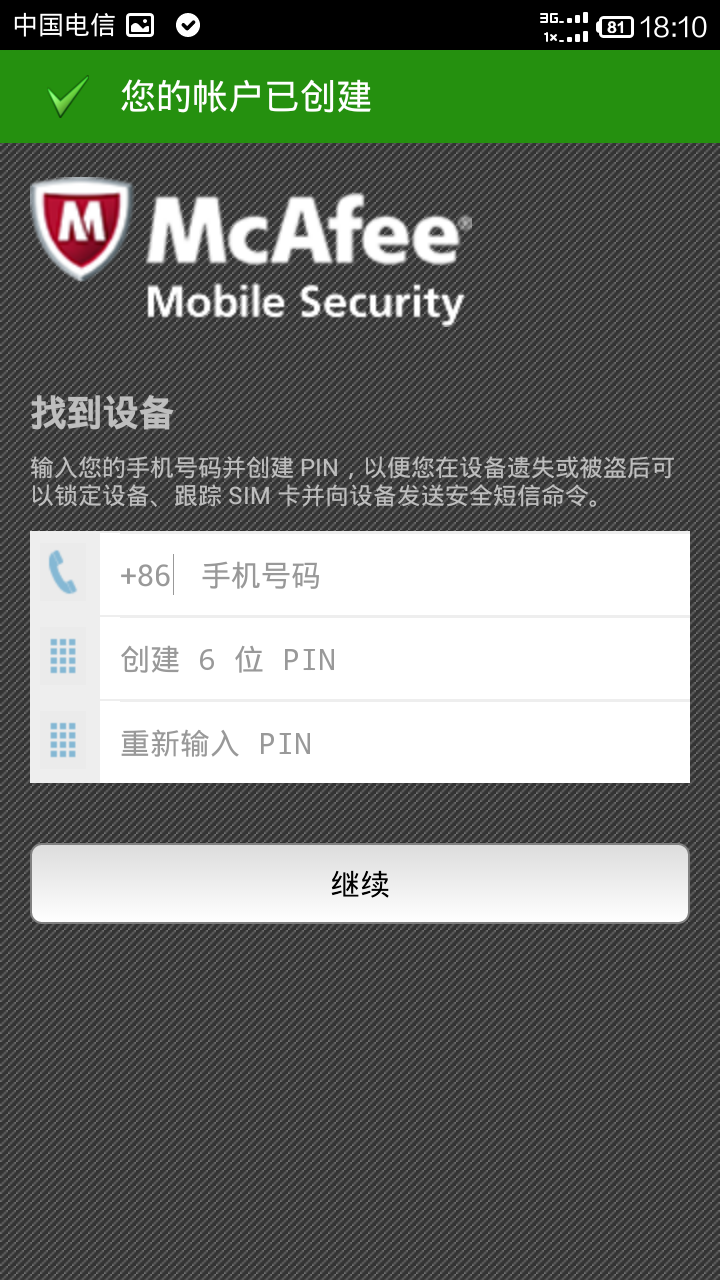 中国电信 3G 1x 81 18:10
您的帐户已创建
M McAfee®
Mobile Security
找到设备
输入您的手机号码并创建 PIN，以便您在设备遗失或被盗后可
以锁定设备、跟踪 SIM 卡并向设备发送安全短信命令。
+86 手机号码
创建 6 位 PIN
重新输入 PIN
继续